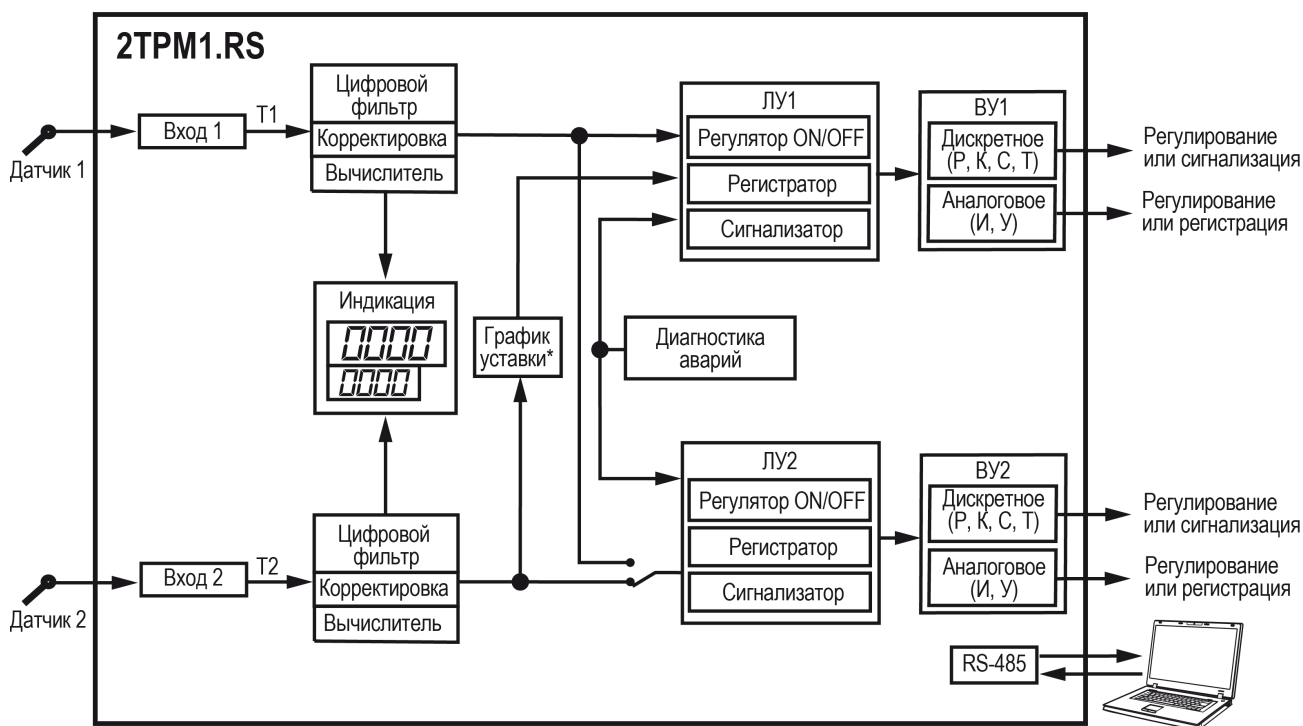 2ТРМ1.RS
Датчик 1
Вход 1
T1
Цифровой
фильтр
Корректировка
Вычислитель
ЛУ1
Регулятор ON/OFF
Регистратор
Сигнализатор
ВУ1
Дискретное
(Р, К, С, Т)
Аналоговое
(И, У)
Регулирование
или сигнализация
Регулирование
или регистрация
Индикация
0000
0000
График
уставки*
Диагностика
аварий
Датчик 2
Вход 2
T2
Цифровой
фильтр
Корректировка
Вычислитель
ЛУ2
Регулятор ON/OFF
Регистратор
Сигнализатор
ВУ2
Дискретное
(Р, К, С, Т)
Аналоговое
(И, У)
Регулирование
или сигнализация
Регулирование
или регистрация
RS-485